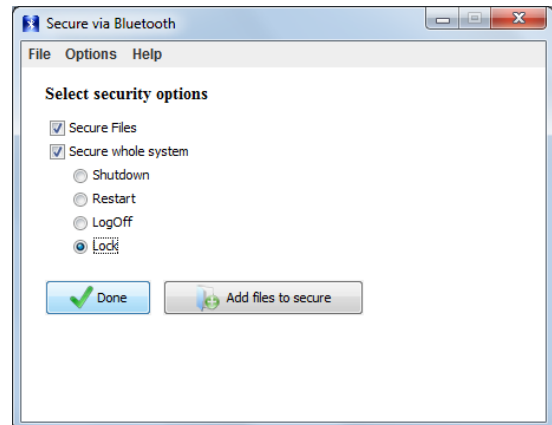 Secure via Bluetooth
File Options Help
Select security options
Secure Files
Secure whole system
Shutdown
Restart
LogOff
Lock
Done Add files to secure